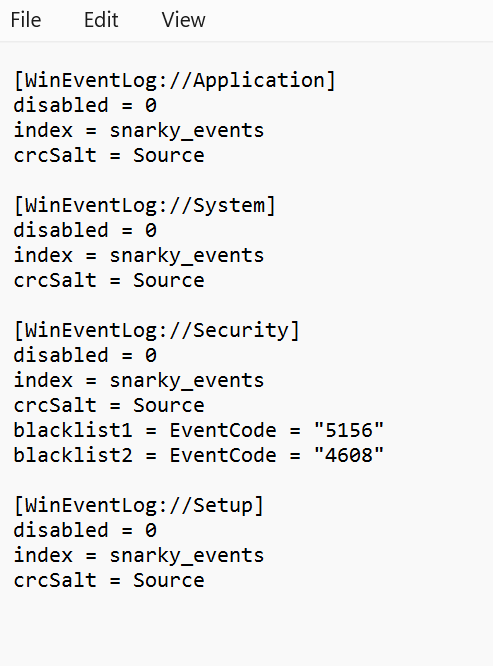 File Edit View
[WinEventLog://Application]
disabled = 0
index = snarky_events
crcSalt = Source
[WinEventLog://System]
disabled = 0
index = snarky_events
crcSalt = Source
[WinEventLog://Security]
disabled = 0
index = snarky_events
crcSalt = Source
blacklist1 = EventCode = "5156"
blacklist2 = EventCode = "4608"
[WinEventLog://Setup]
disabled = 0
index = snarky_events
crcSalt = Source